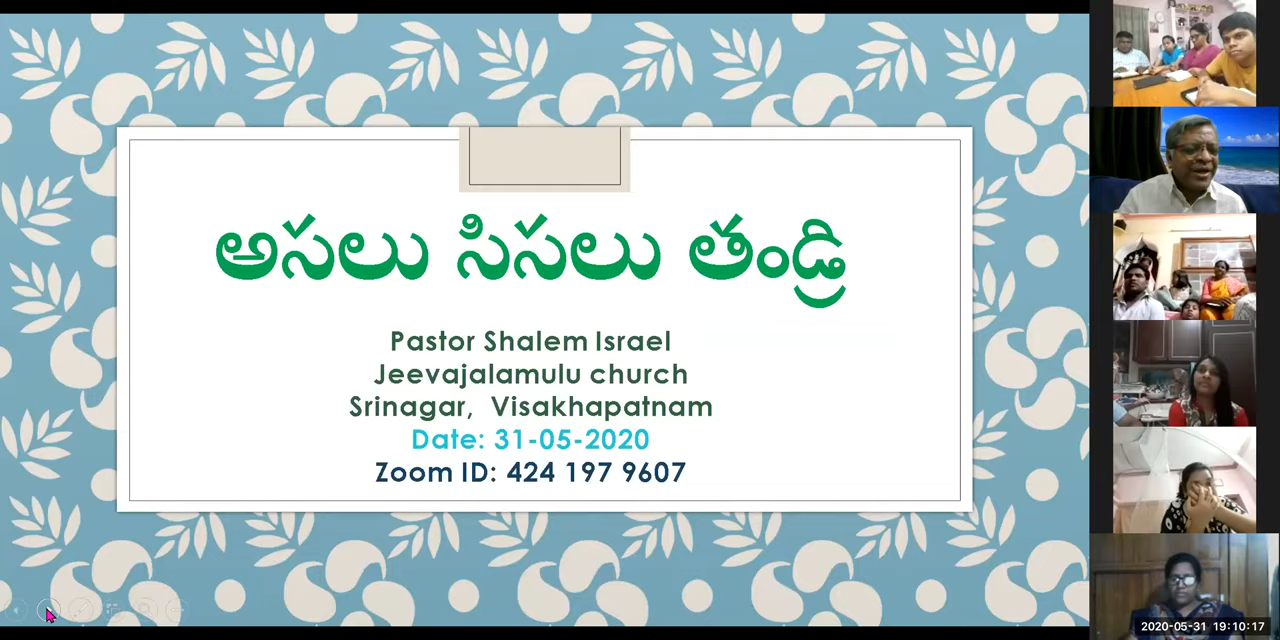 అసలు సిసలు తండ్రి
Pastor Shalem Israel
Jeevajalamulu church
Srinagar, Visakhapatnam
Date: 31-05-2020
Zoom ID: 424 197 9607
2020-05-31 19:10:17